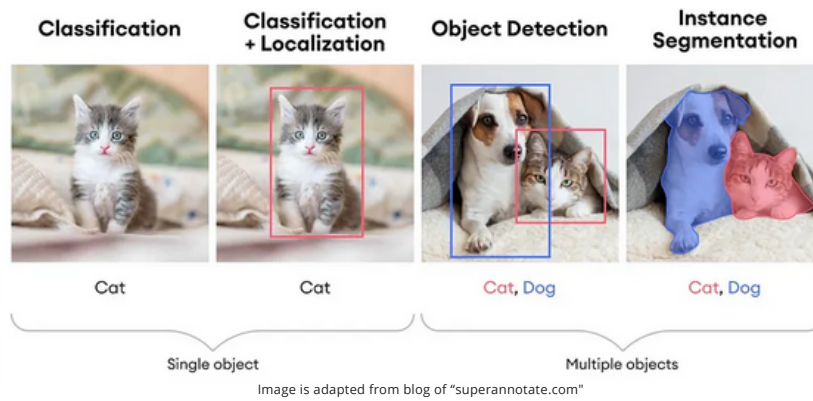 Classification
Classification
+ Localization
Object Detection
Instance
Segmentation
Cat
Cat
Cat, Dog
Cat, Dog
Single object
Multiple objects
Image is adapted from blog of “superannotate.com"